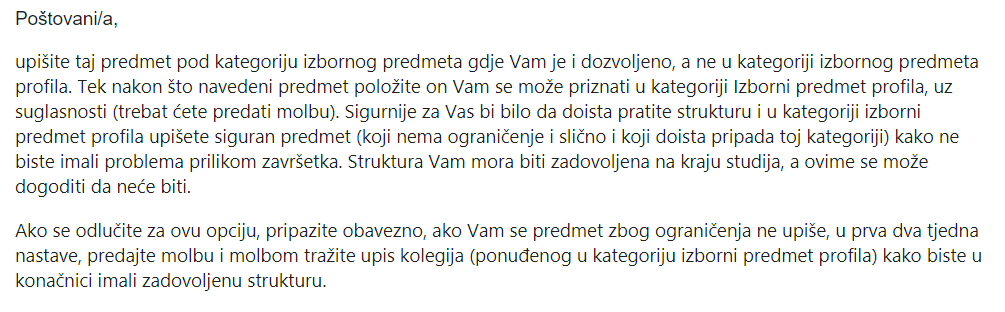 Poštovani/a,
upišite taj predmet pod kategoriju izbornog predmeta gdje Vam je i dozvoljeno, a ne u kategoriji izbornog predmeta
profila. Tek nakon što navedeni predmet položite on Vam se može priznati u kategoriji Izborni predmet profila, uz
suglasnosti (trebat ćete predati molbu). Sigurnije za Vas bi bilo da doista pratite strukturu i u kategoriji izborni
predmet profila upišete siguran predmet (koji nema ograničenje i slično i koji doista pripada toj kategoriji) kako ne
biste imali problema prilikom završetka. Struktura Vam mora biti zadovoljena na kraju studija, a ovime se može
dogoditi da neće biti.
Ako se odlučite za ovu opciju, pripazite obavezno, ako Vam se predmet zbog ograničenja ne upiše, u prva dva tjedna
nastave, predajte molbu i molbom tražite upis kolegija (ponuđenog u kategoriju izborni predmet profila) kako biste u
konačnici imali zadovoljenu strukturu.